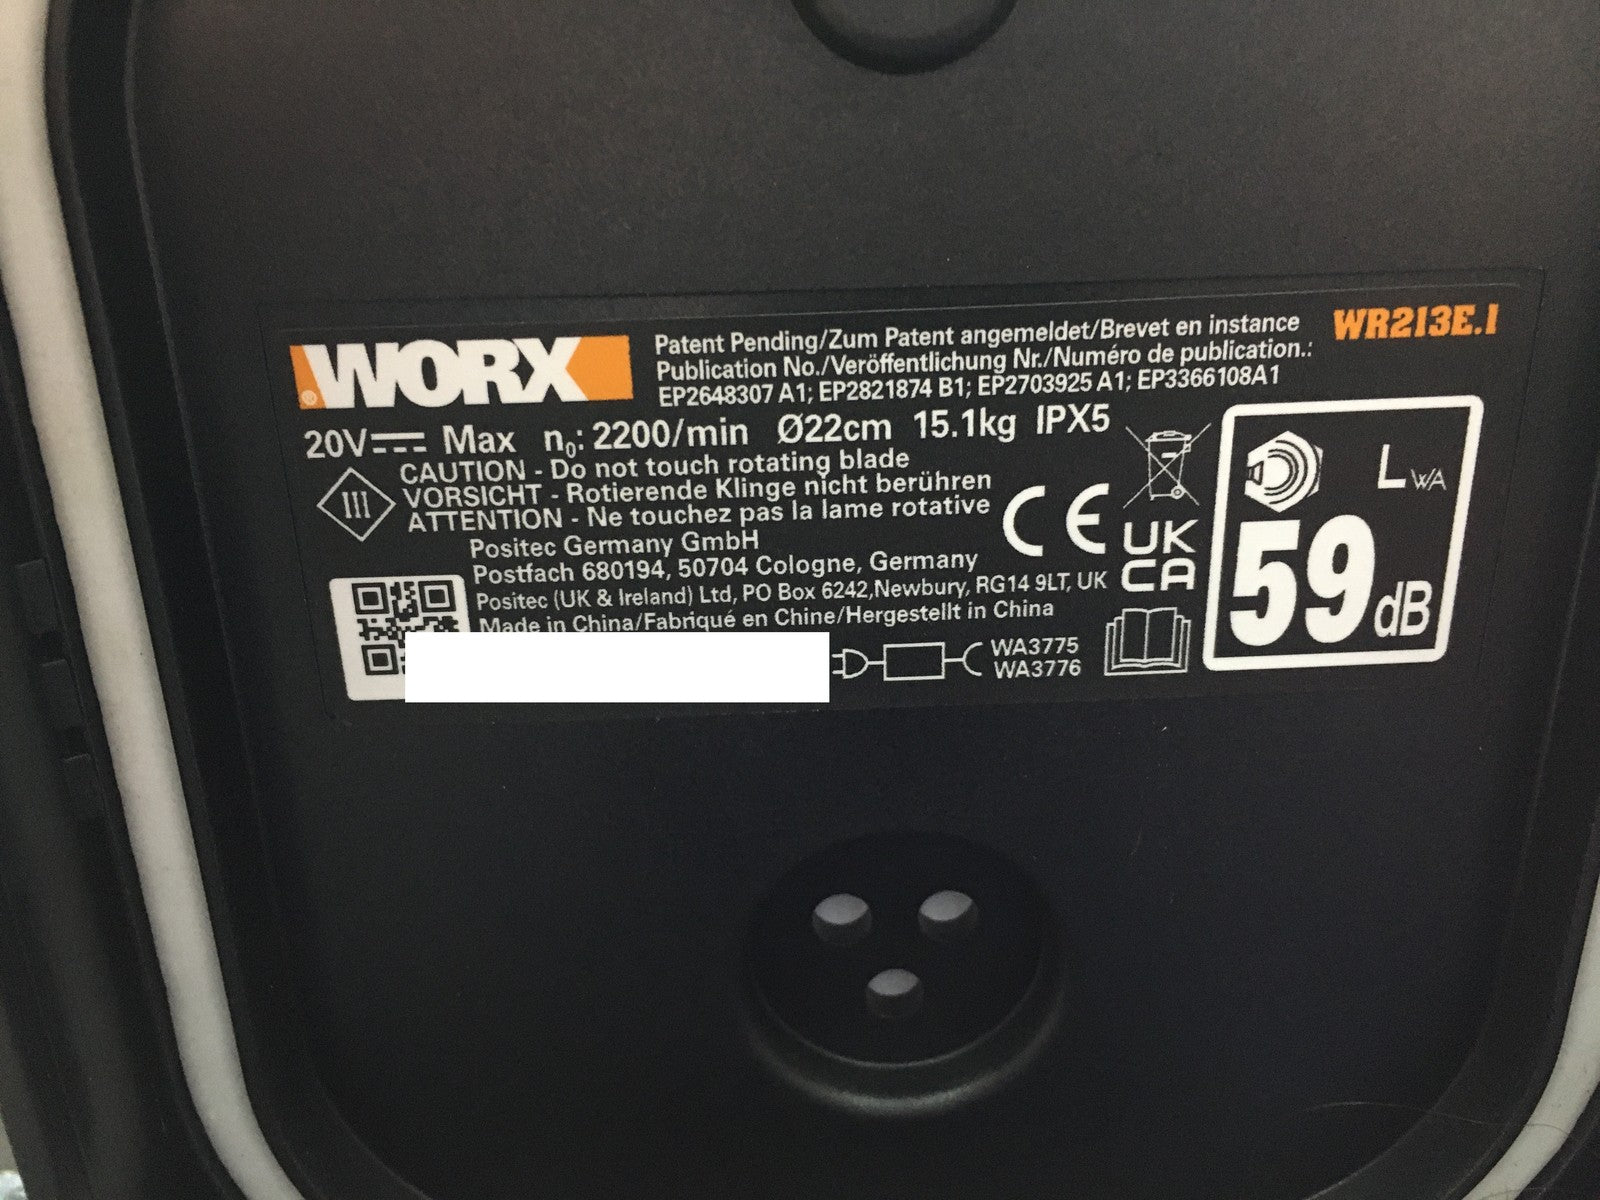 WORX
®
Patent Pending/Zum Patent angemeldet/Brevet en instance
WR213E.1
Publication No./Veröffentlichung Nr./Numéro de publication.:
EP2648307 A1; EP2821874 B1; EP2703925 A1; EP3366108A1
20V Max n0: 2200/min Ø22cm 15.1kg IPX5
CAUTION - Do not touch rotating blade
VORSICHT - Rotierende Klinge nicht berühren
ATTENTION - Ne touchez pas la lame rotative
III
CE
UK
CA
Positec Germany GmbH
Postfach 680194, 50704 Cologne, Germany
Positec (UK & Ireland) Ltd, PO Box 6242,Newbury, RG14 9LT, UK
Made in China/Fabriqué en Chine/Hergestellt in China
WA3775
WA3776
LWA
59 dB